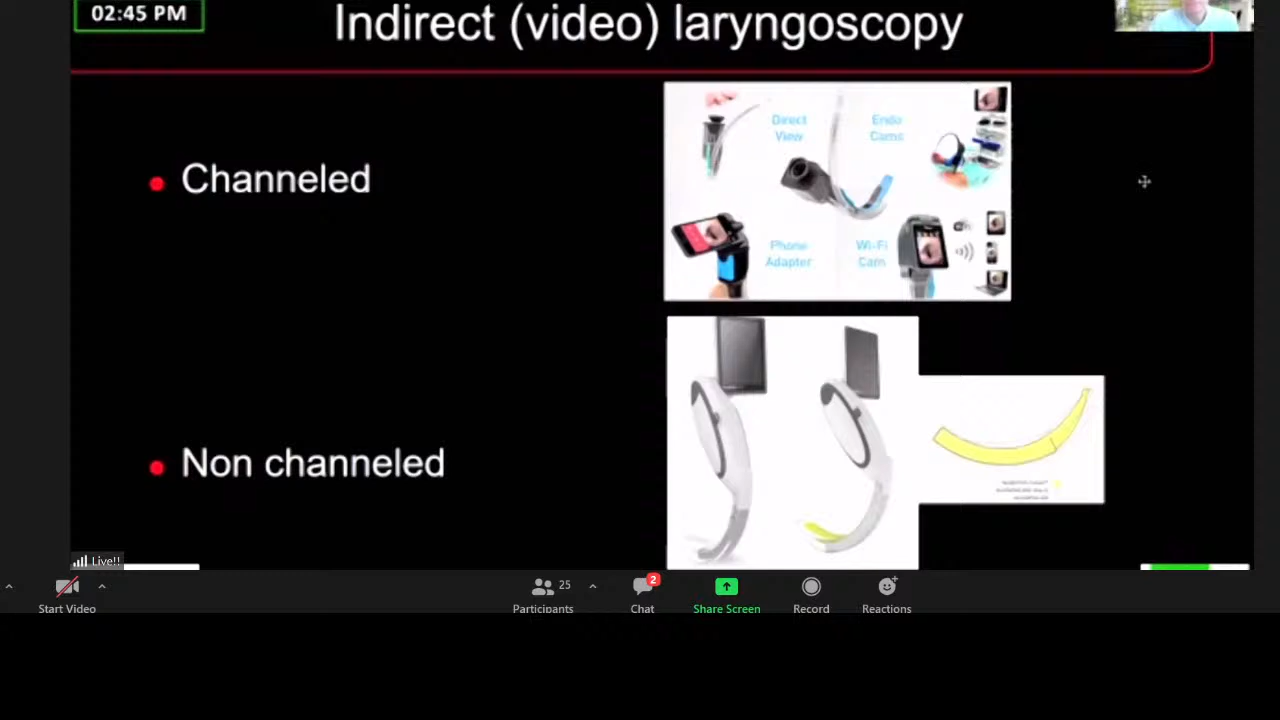 02:45 PM
Indirect (video) laryngoscopy
Channeled
Direct
View
Endo
Cams
Phone
Adapter
Wi-Fi
Cam
Non channeled
Live!!
Start Video
25
Participants
2
Chat
Share Screen
Record
Reactions